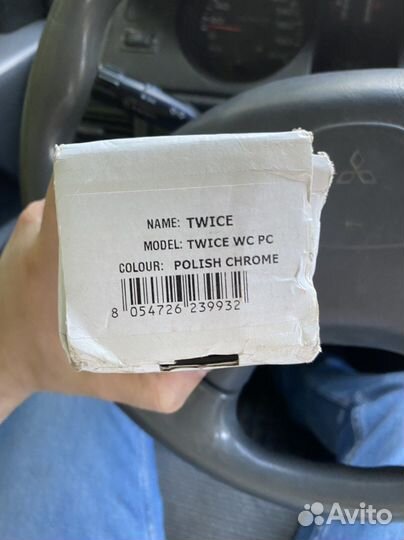 NAME: TWICE
MODEL: TWICE WC PC
COLOUR: POLISH CHROME
8 054726 239932
Avito